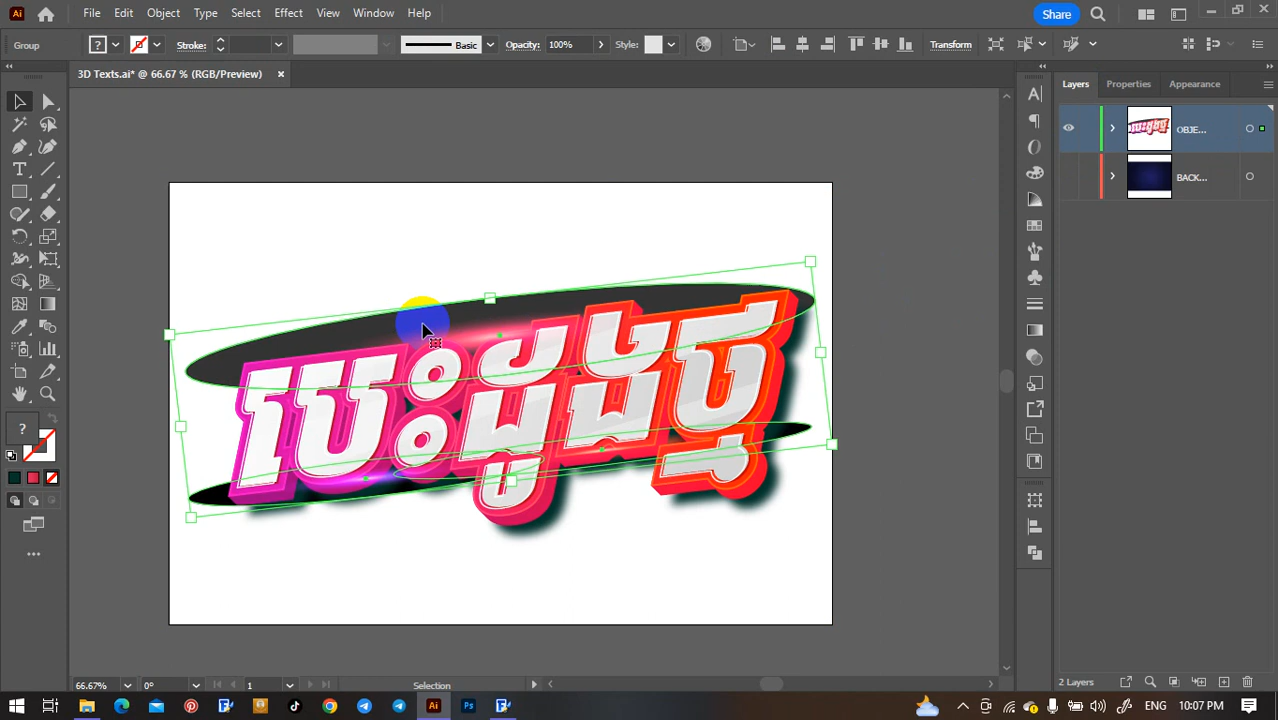 File Edit Object Type Select Effect View Window Help
Share
Group
Stroke:
Basic
Opacity: 100%
Style:
Transform
3D Texts.ai* @ 66.67 % (RGB/Preview)
Layers Properties Appearance
OBJE...
BACK...
66.67% 0° 1 Selection
2 Layers
ENG 10:07 PM